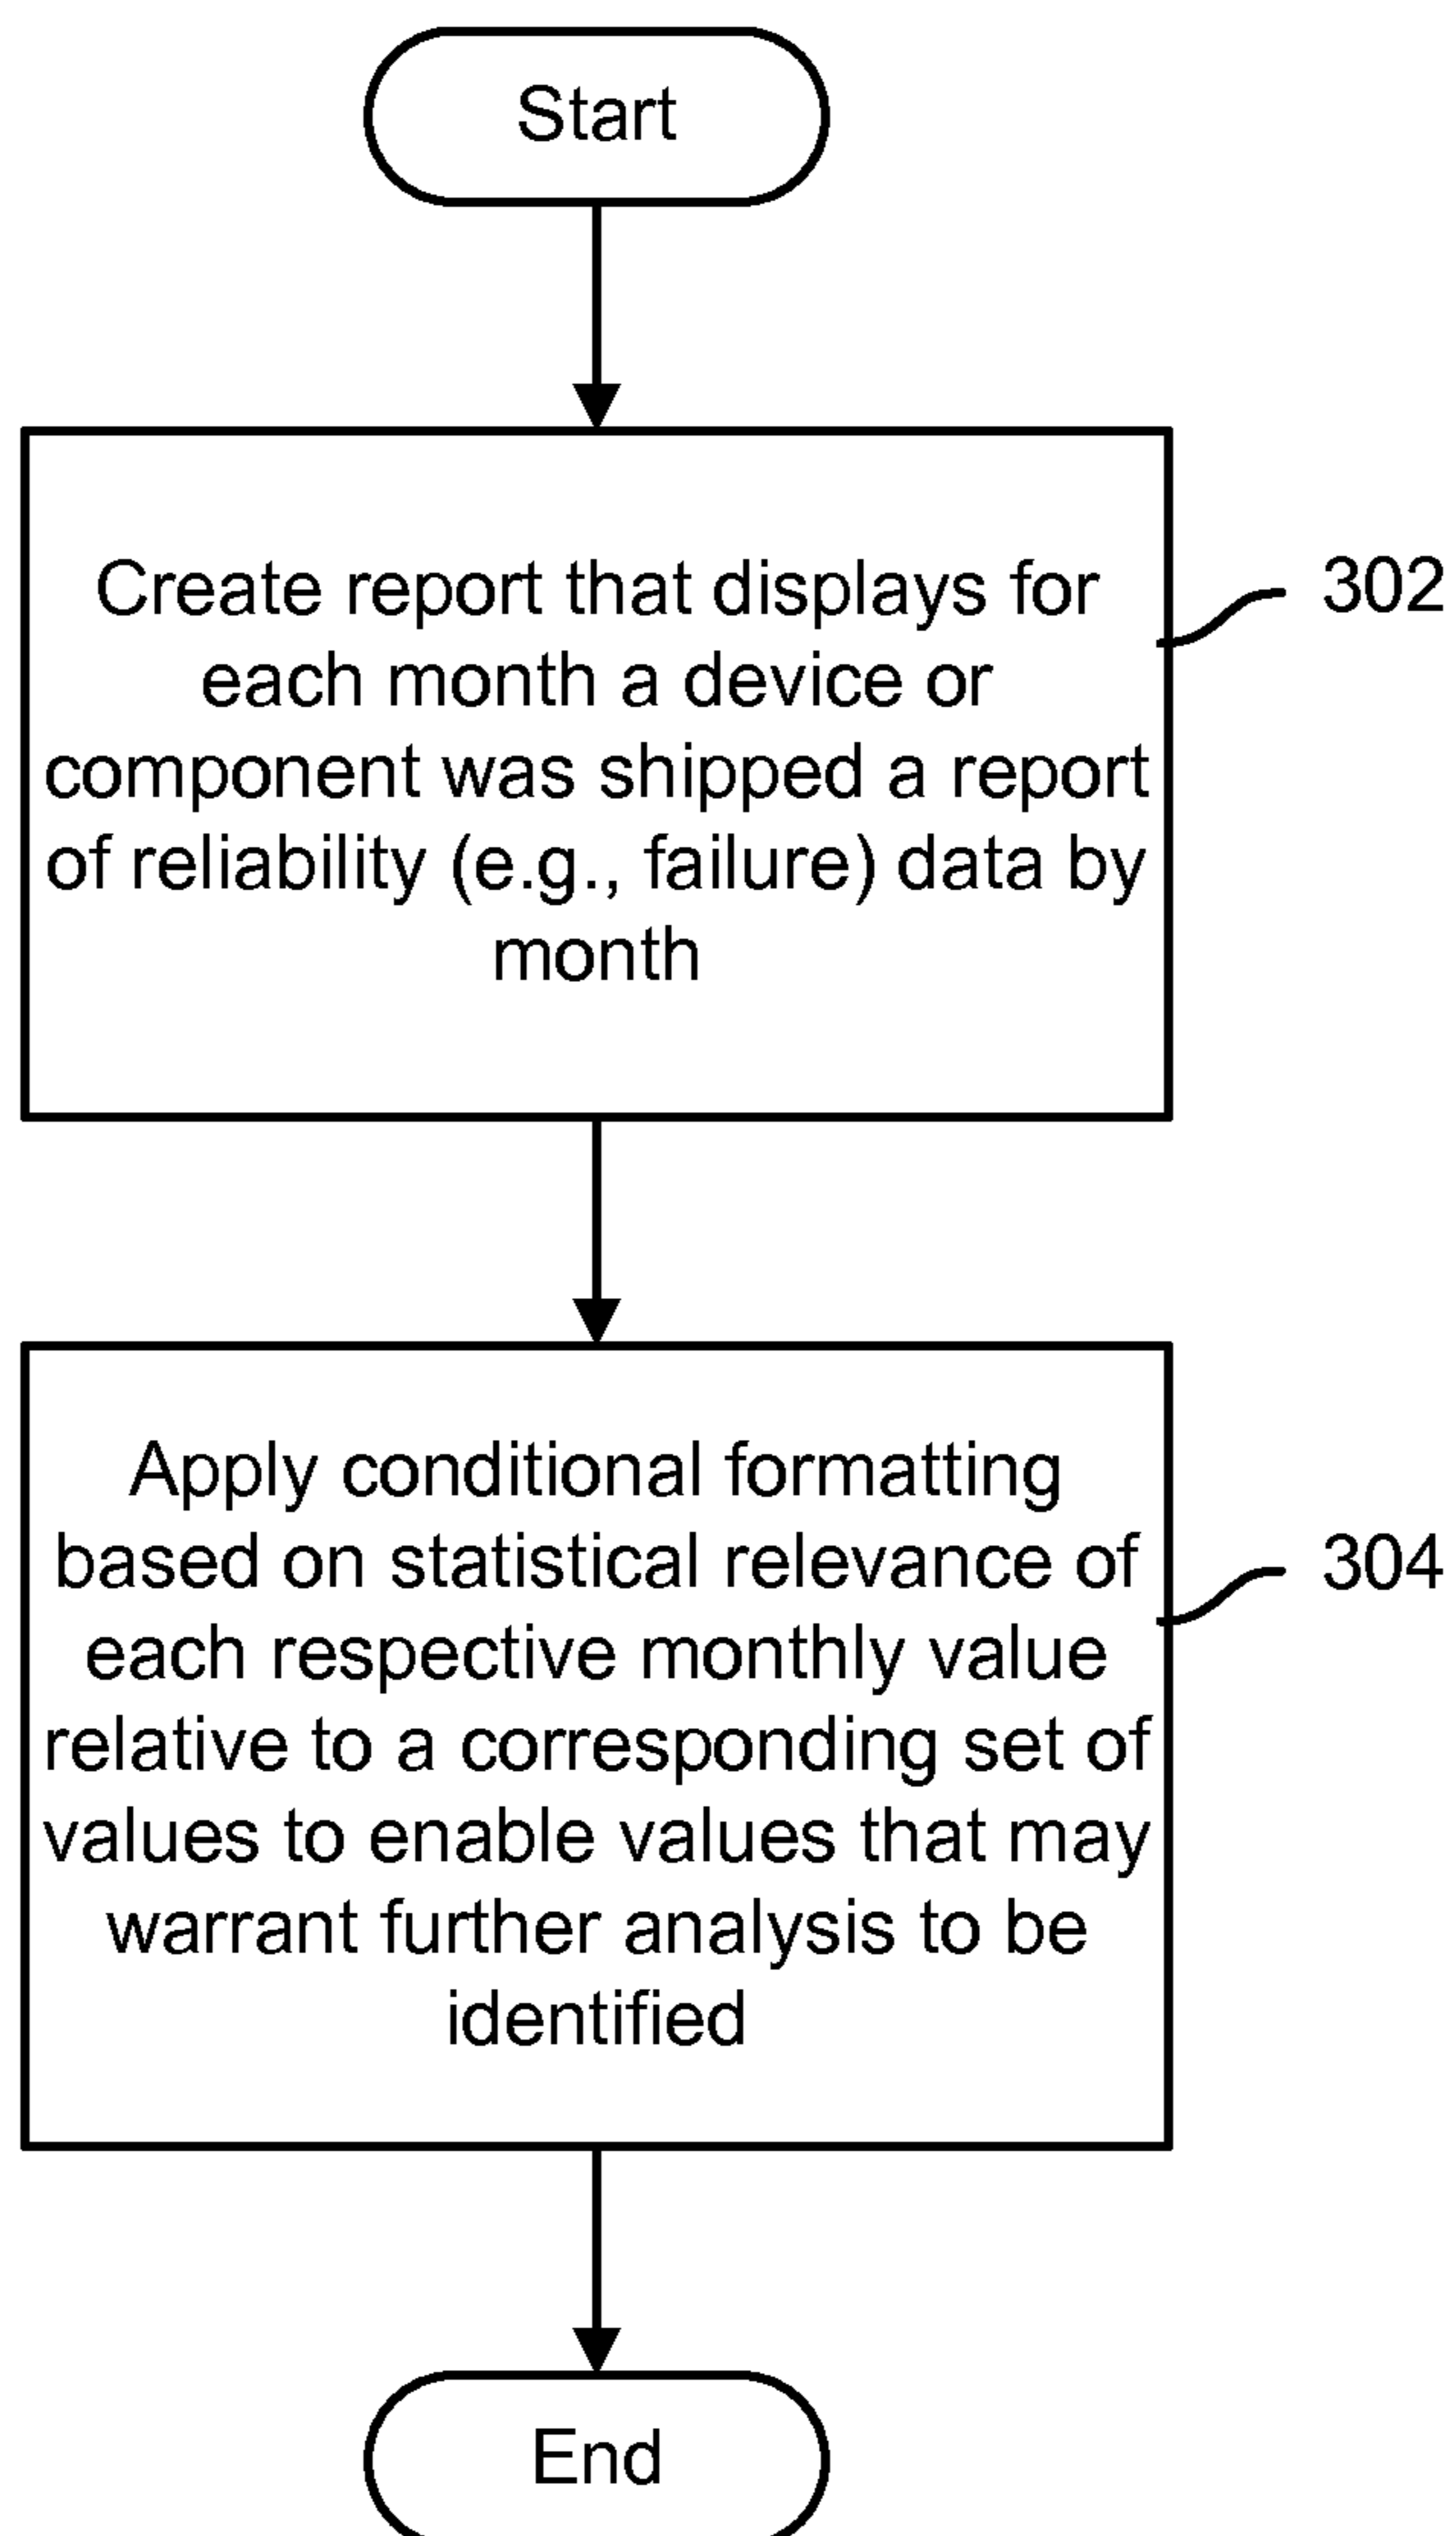 Start
Create report that displays for
each month a device or
component was shipped a report
of reliability (e.g., failure) data by
month
302
Apply conditional formatting
based on statistical relevance of
each respective monthly value
relative to a corresponding set of
values to enable values that may
warrant further analysis to be
identified
304
End